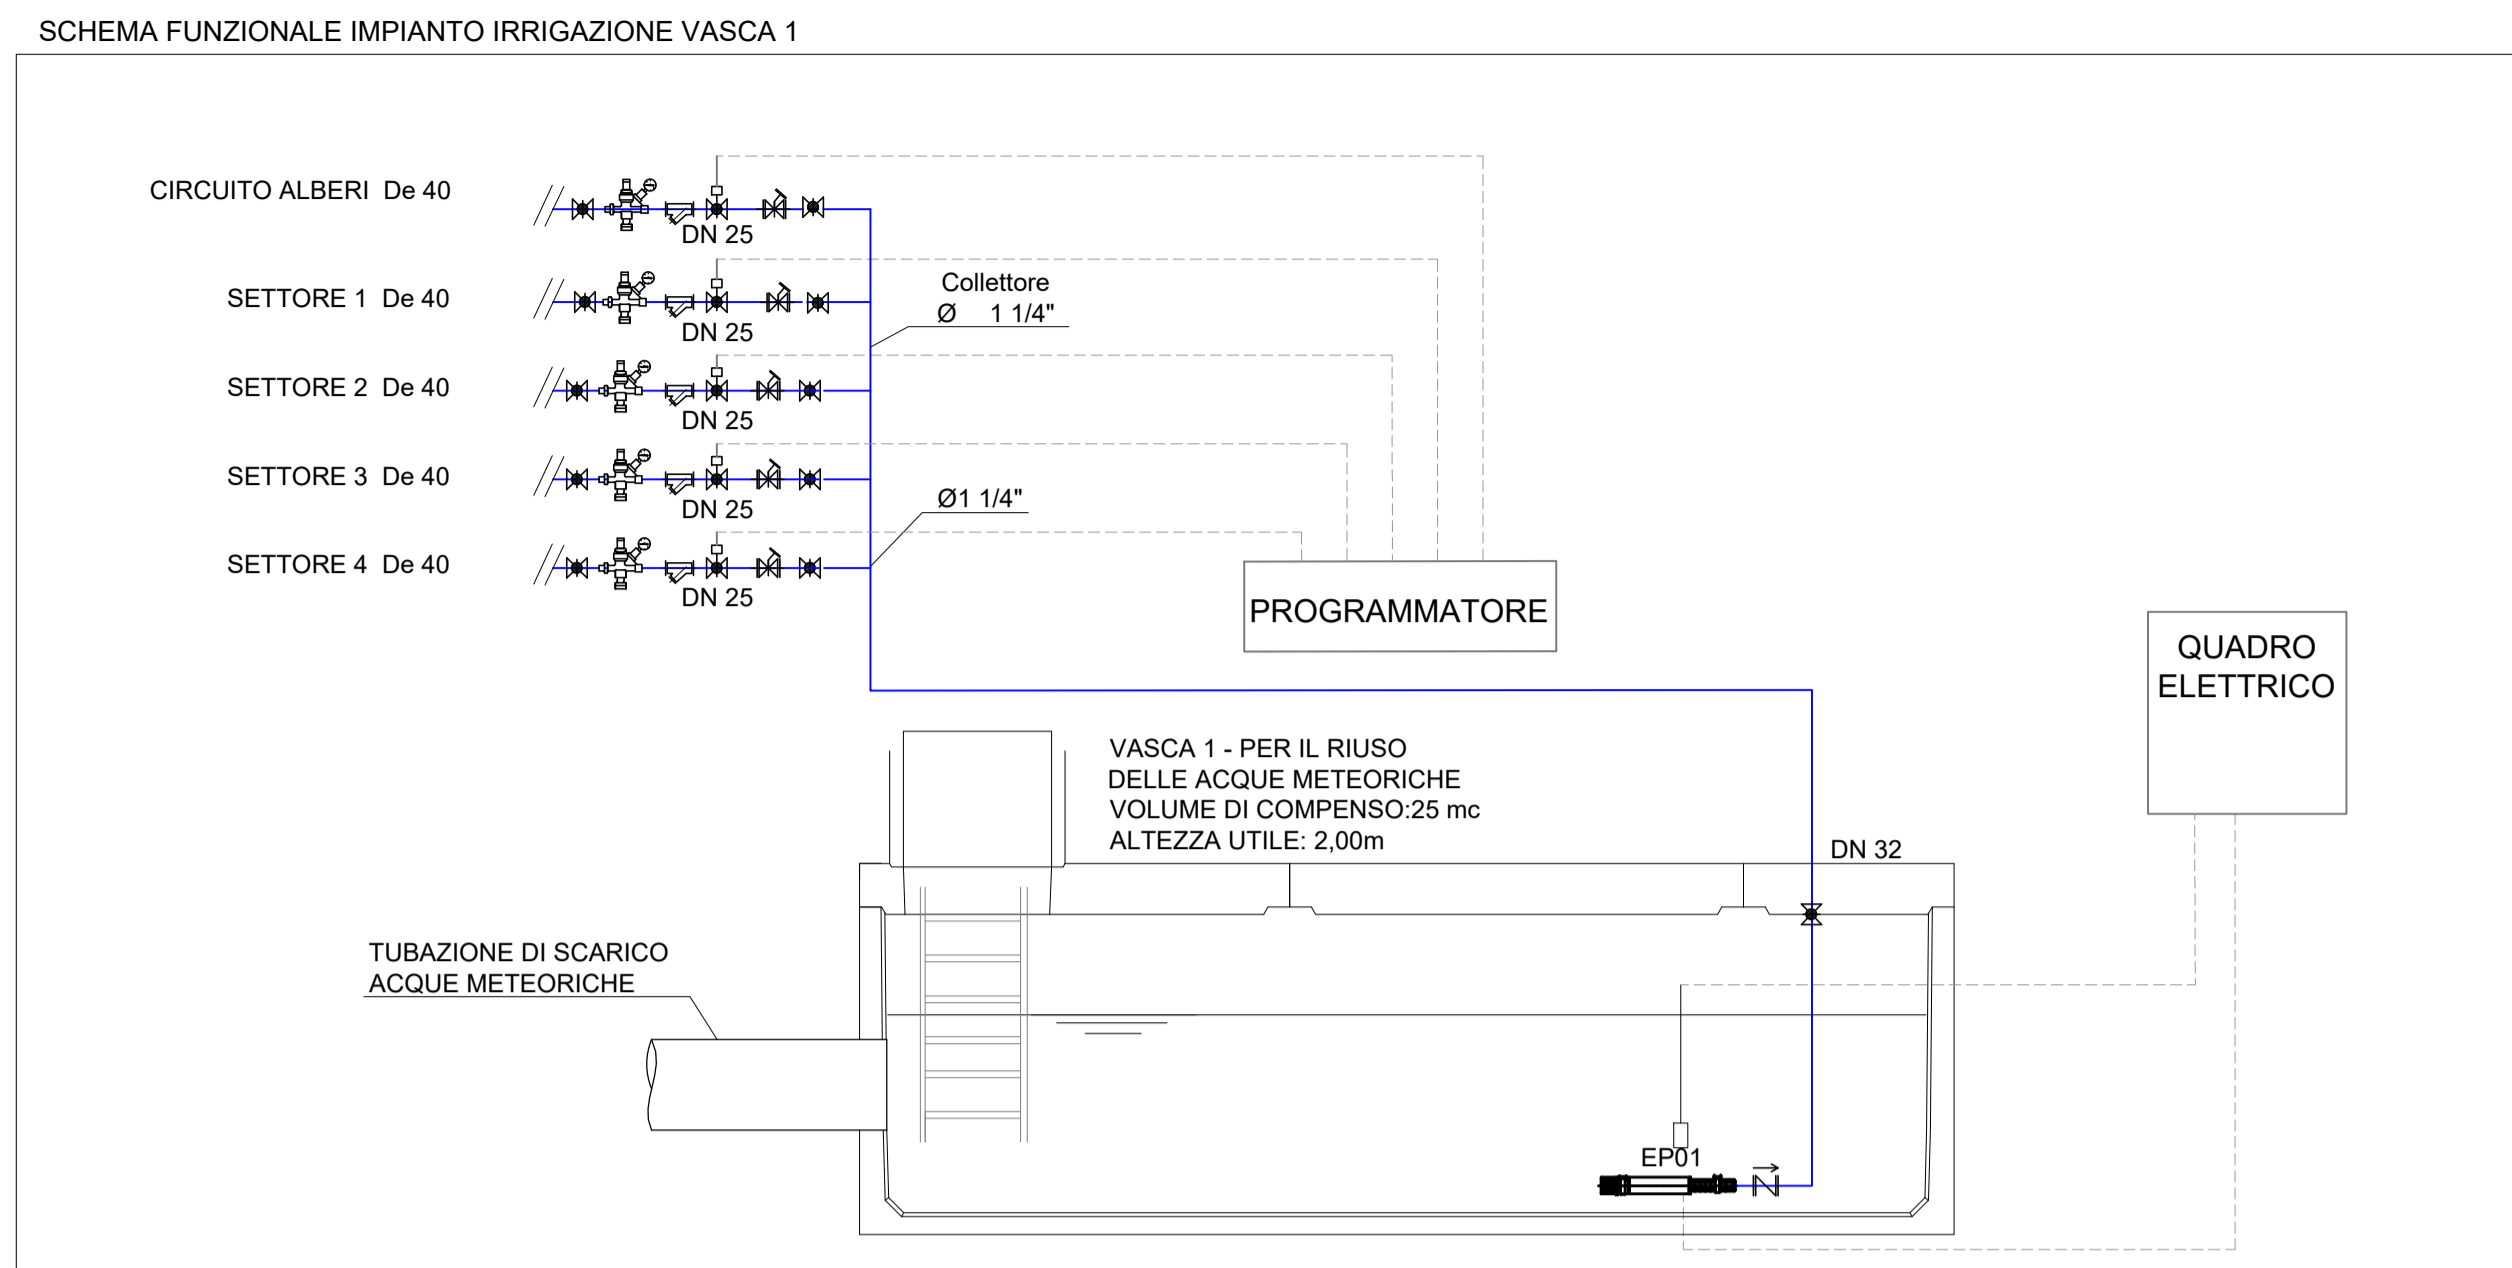 SCHEMA FUNZIONALE IMPIANTO IRRIGAZIONE VASCA 1
CIRCUITO ALBERI De 40
DN 25
SETTORE 1 De 40
DN 25
Collettore
Ø 1 1/4"
SETTORE 2 De 40
DN 25
SETTORE 3 De 40
DN 25
Ø1 1/4"
SETTORE 4 De 40
DN 25
PROGRAMMATORE
QUADRO
ELETTRICO
VASCA 1 - PER IL RIUSO
DELLE ACQUE METEORICHE
VOLUME DI COMPENSO:25 mc
ALTEZZA UTILE: 2,00m
DN 32
TUBAZIONE DI SCARICO
ACQUE METEORICHE
EP01